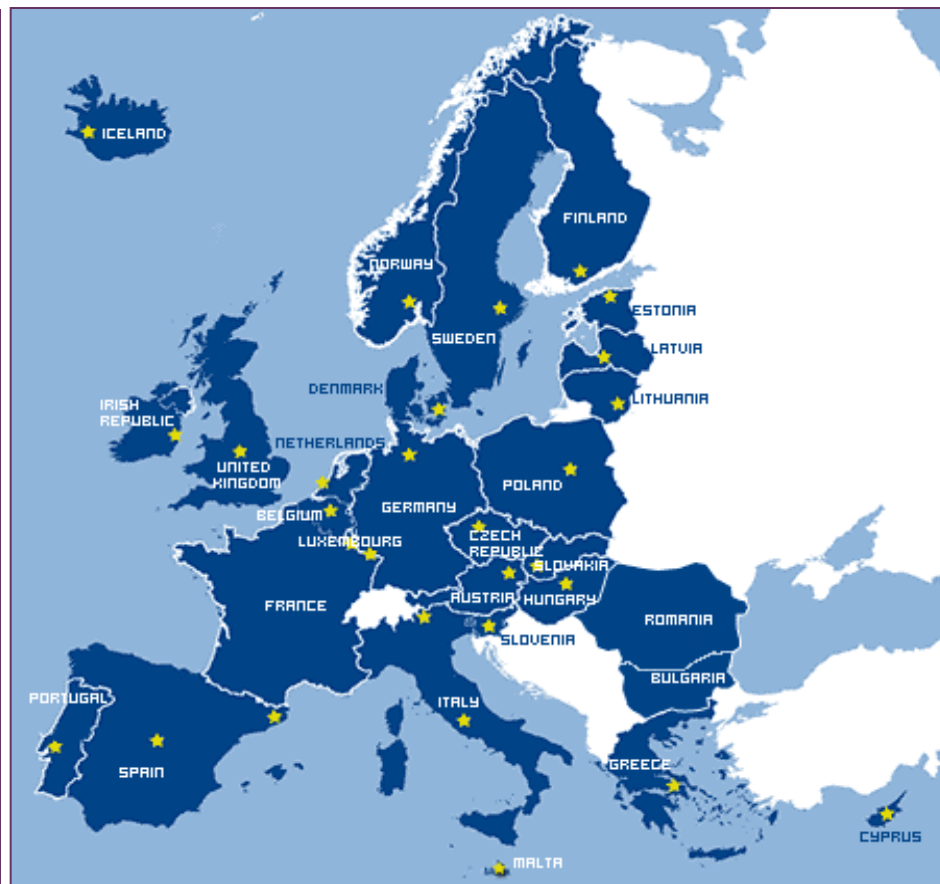 ICELAND
FINLAND
NORWAY
ESTONIA
SWEDEN
LATVIA
DENMARK
LITHUANIA
IRISH
REPUBLIC
NETHERLANDS
UNITED
KINGDOM
POLAND
GERMANY
BELGIUM
CZECH
REPUBLIC
LUXEMBOURG
SLOVAKIA
AUSTRIA
HUNGARY
FRANCE
ROMANIA
SLOVENIA
BULGARIA
PORTUGAL
ITALY
GREECE
SPAIN
CYPRUS
MALTA